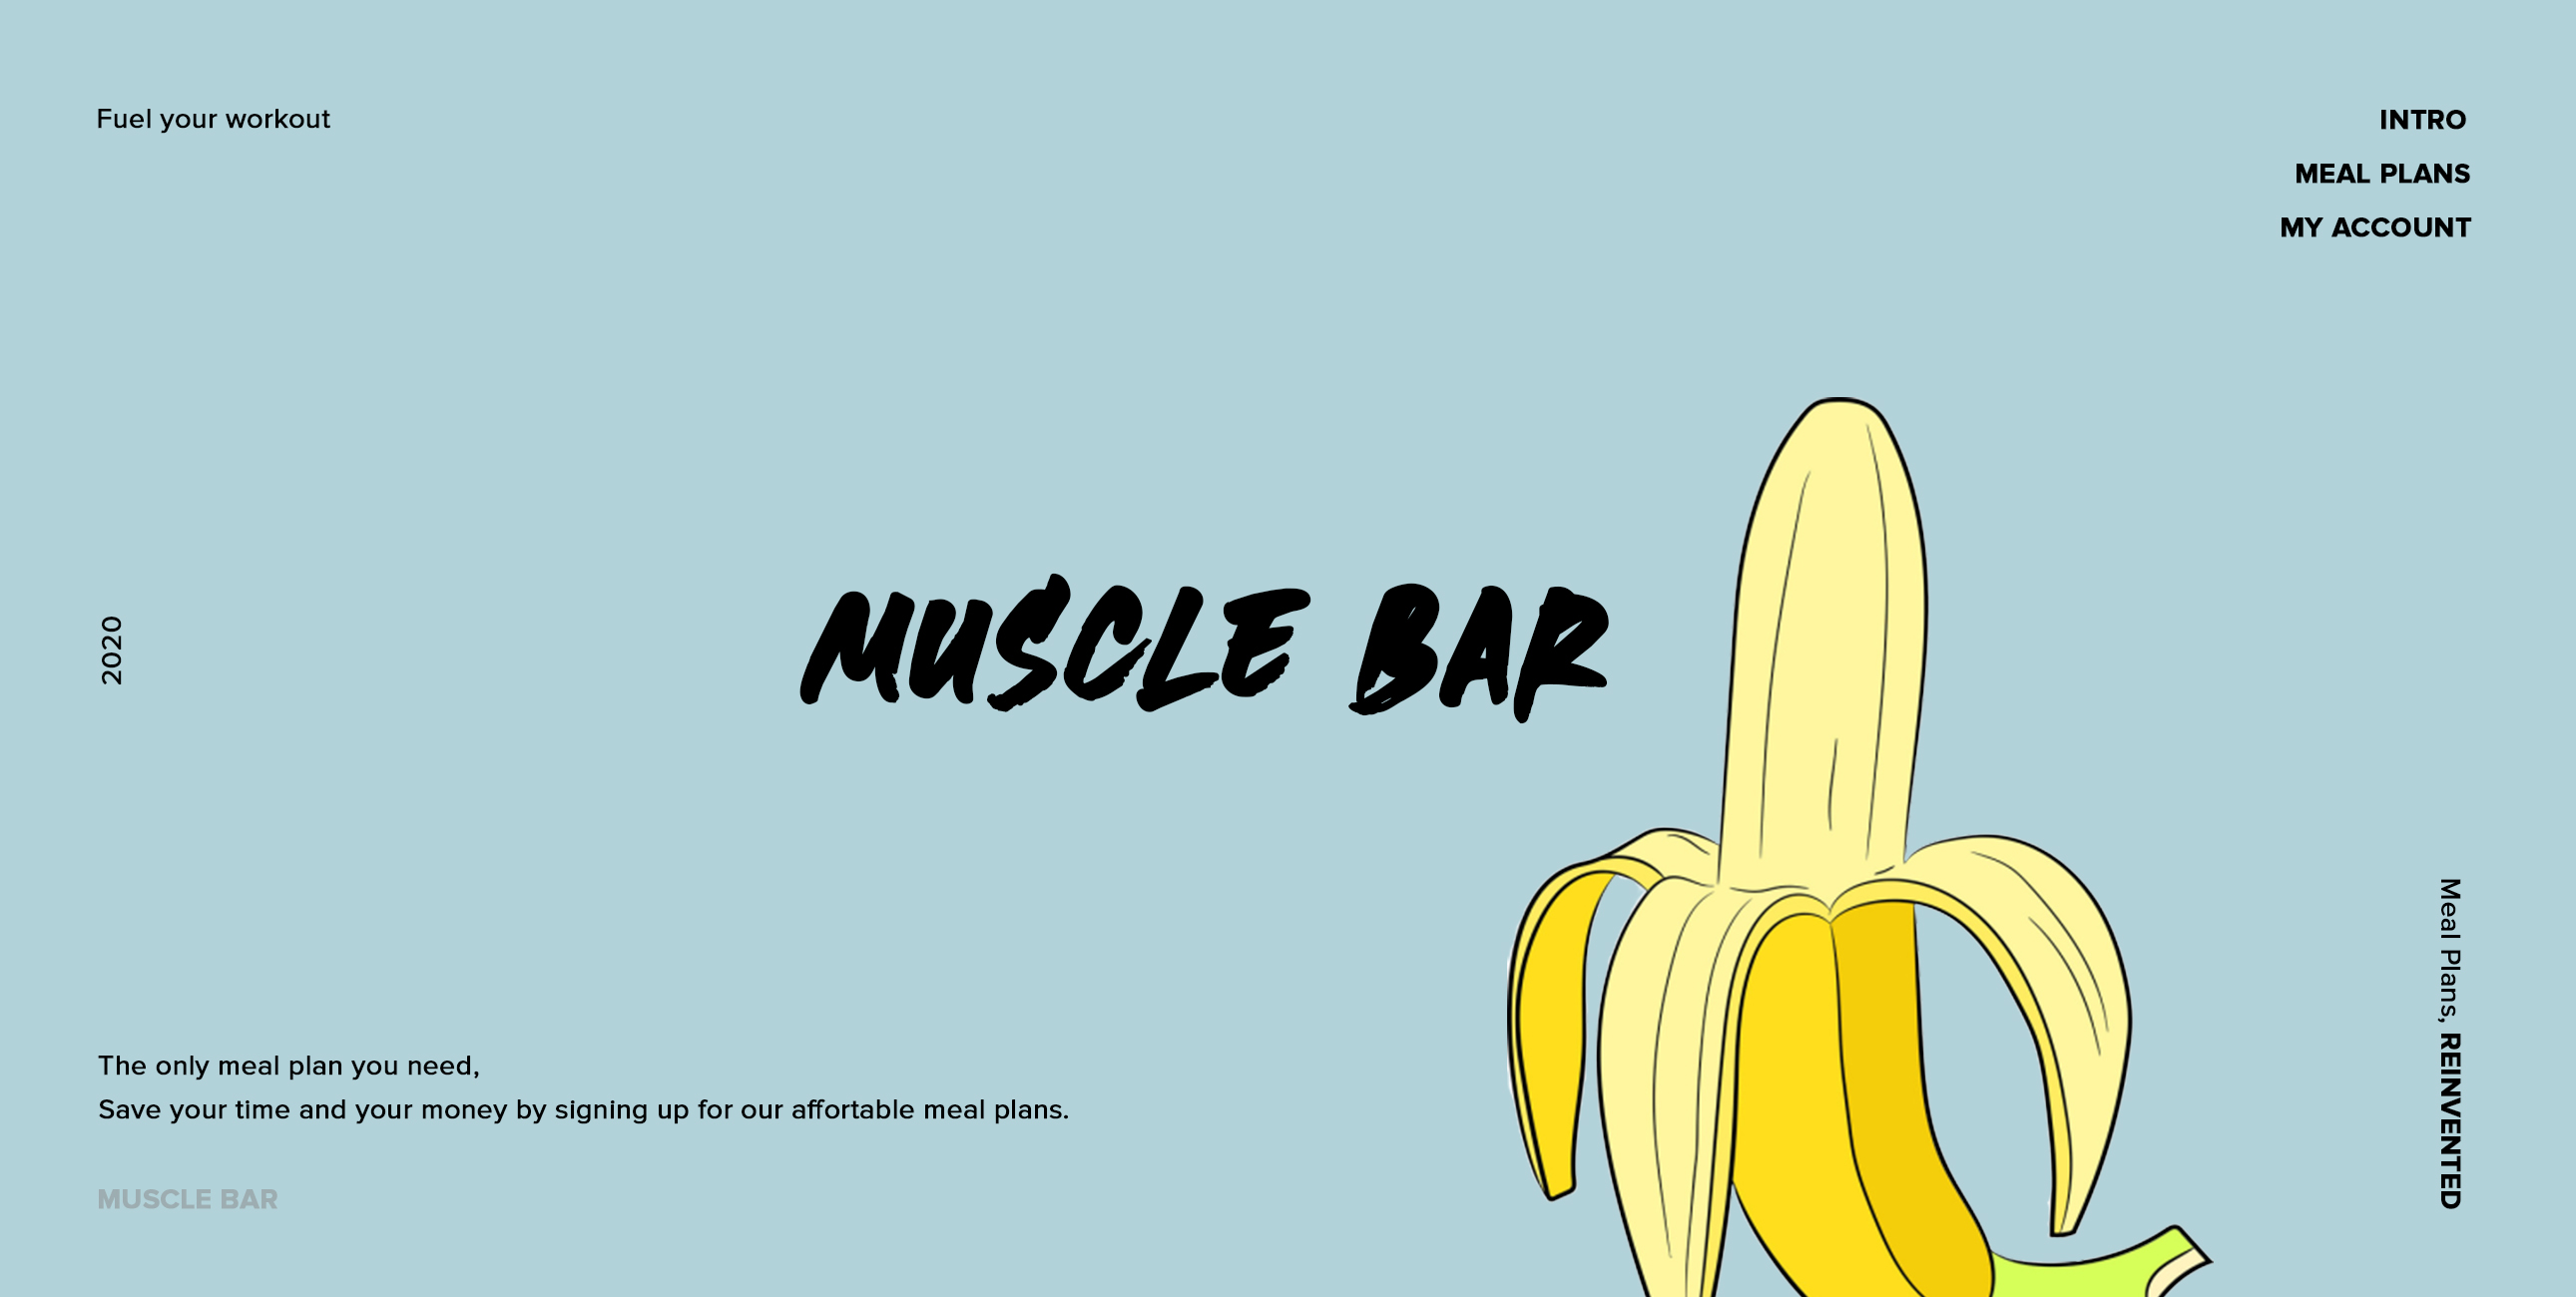 Fuel your workout
INTRO
MEAL PLANS
MY ACCOUNT
2020
MUSCLE BAR
Meal Plans, REINVENTED
The only meal plan you need,
Save your time and your money by signing up for our affortable meal plans.
MUSCLE BAR